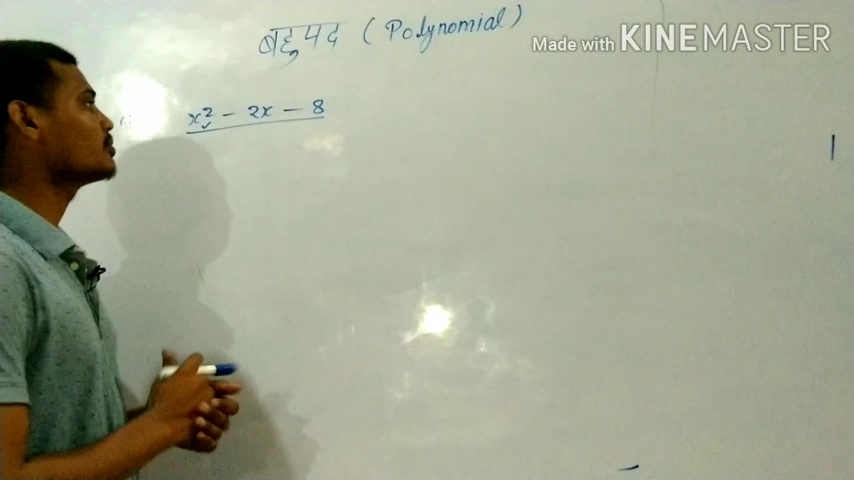 बहुपद (Polynomial)
Made with KINEMASTER
x² - 2x - 8